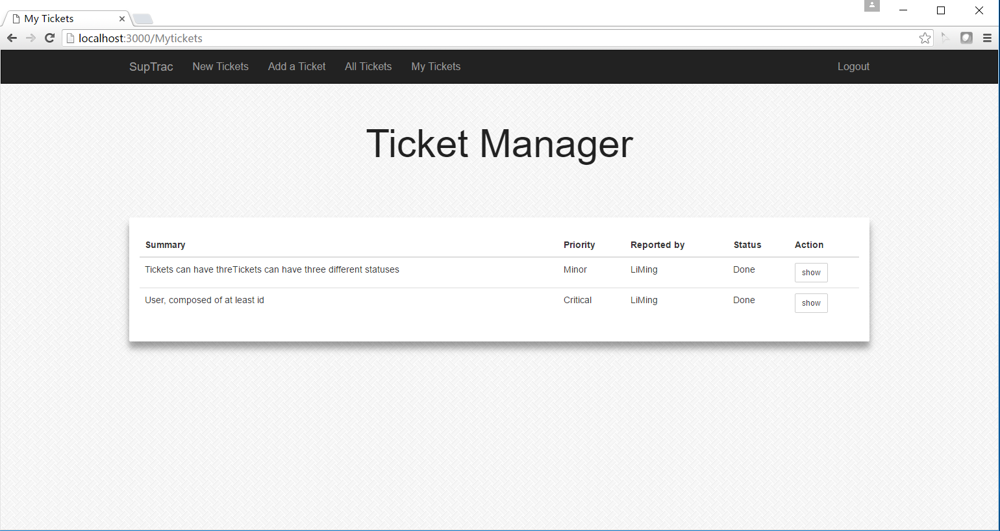 My Tickets
localhost:3000/Mytickets
SupTrac New Tickets Add a Ticket All Tickets My Tickets Logout
Ticket Manager
Summary Priority Reported by Status Action
Tickets can have threTickets can have three different statuses Minor LiMing Done show
User, composed of at least id Critical LiMing Done show